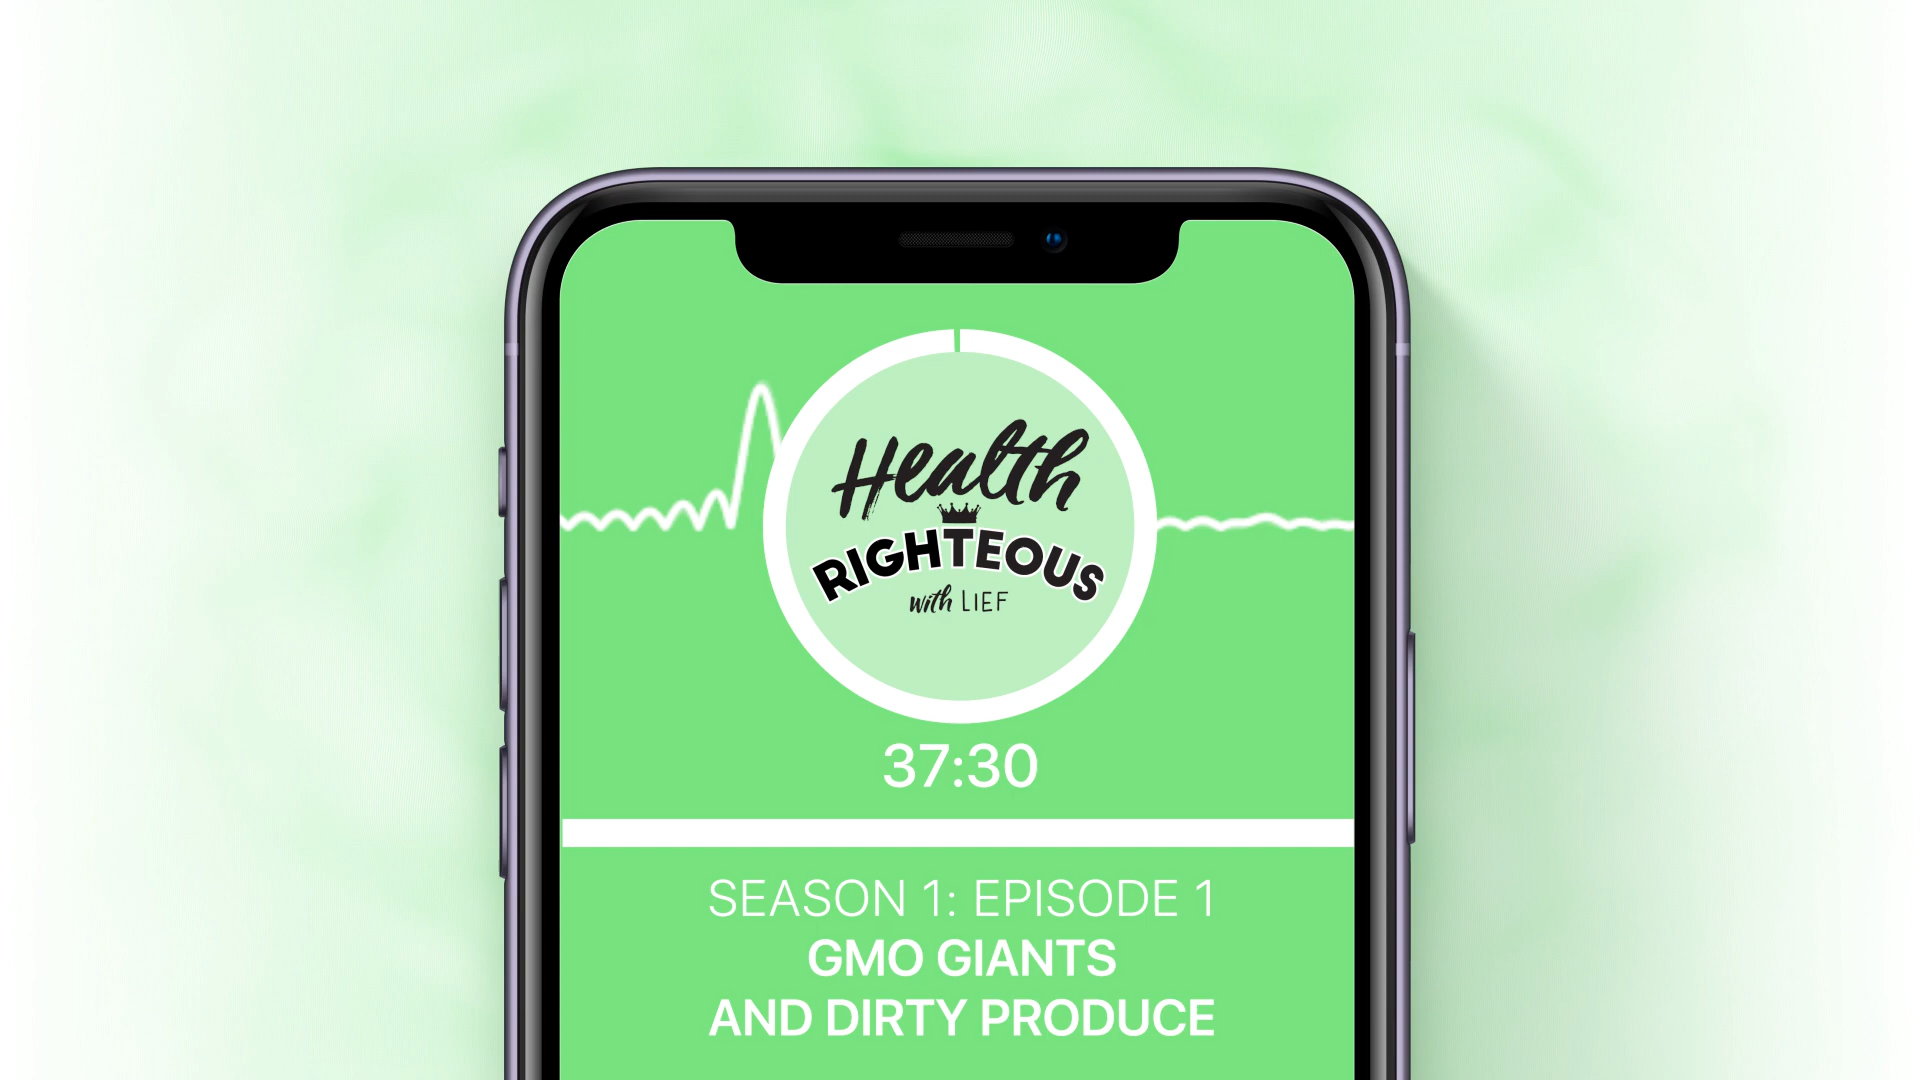 Health
RIGHTEOUS
with LIEF
37:30
SEASON 1: EPISODE 1
GMO GIANTS
AND DIRTY PRODUCE